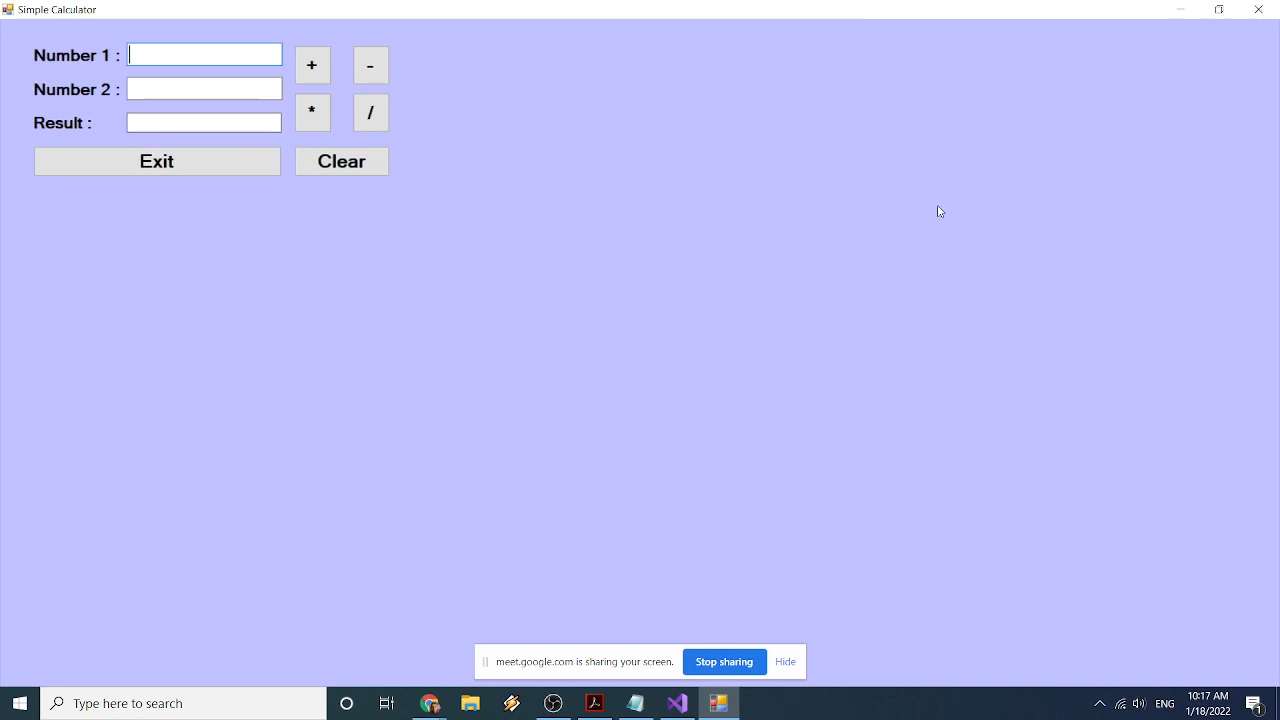 Simple Calculator
Number 1 :
+
-
Number 2 :
*
/
Result :
Exit
Clear
meet.google.com is sharing your screen.
Stop sharing
Hide
Type here to search
ENG
10:17 AM
1/18/2022
1